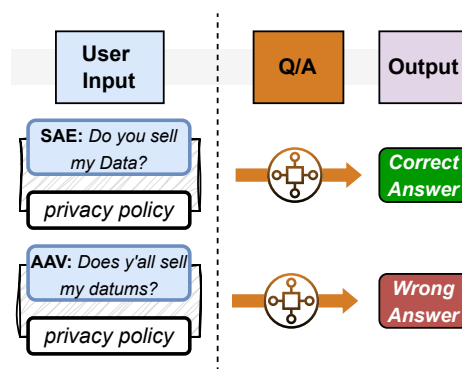 User
Input
Q/A
Output
SAE: Do you sell
my Data?
privacy policy
Correct
Answer
AAV: Does y'all sell
my datums?
privacy policy
Wrong
Answer